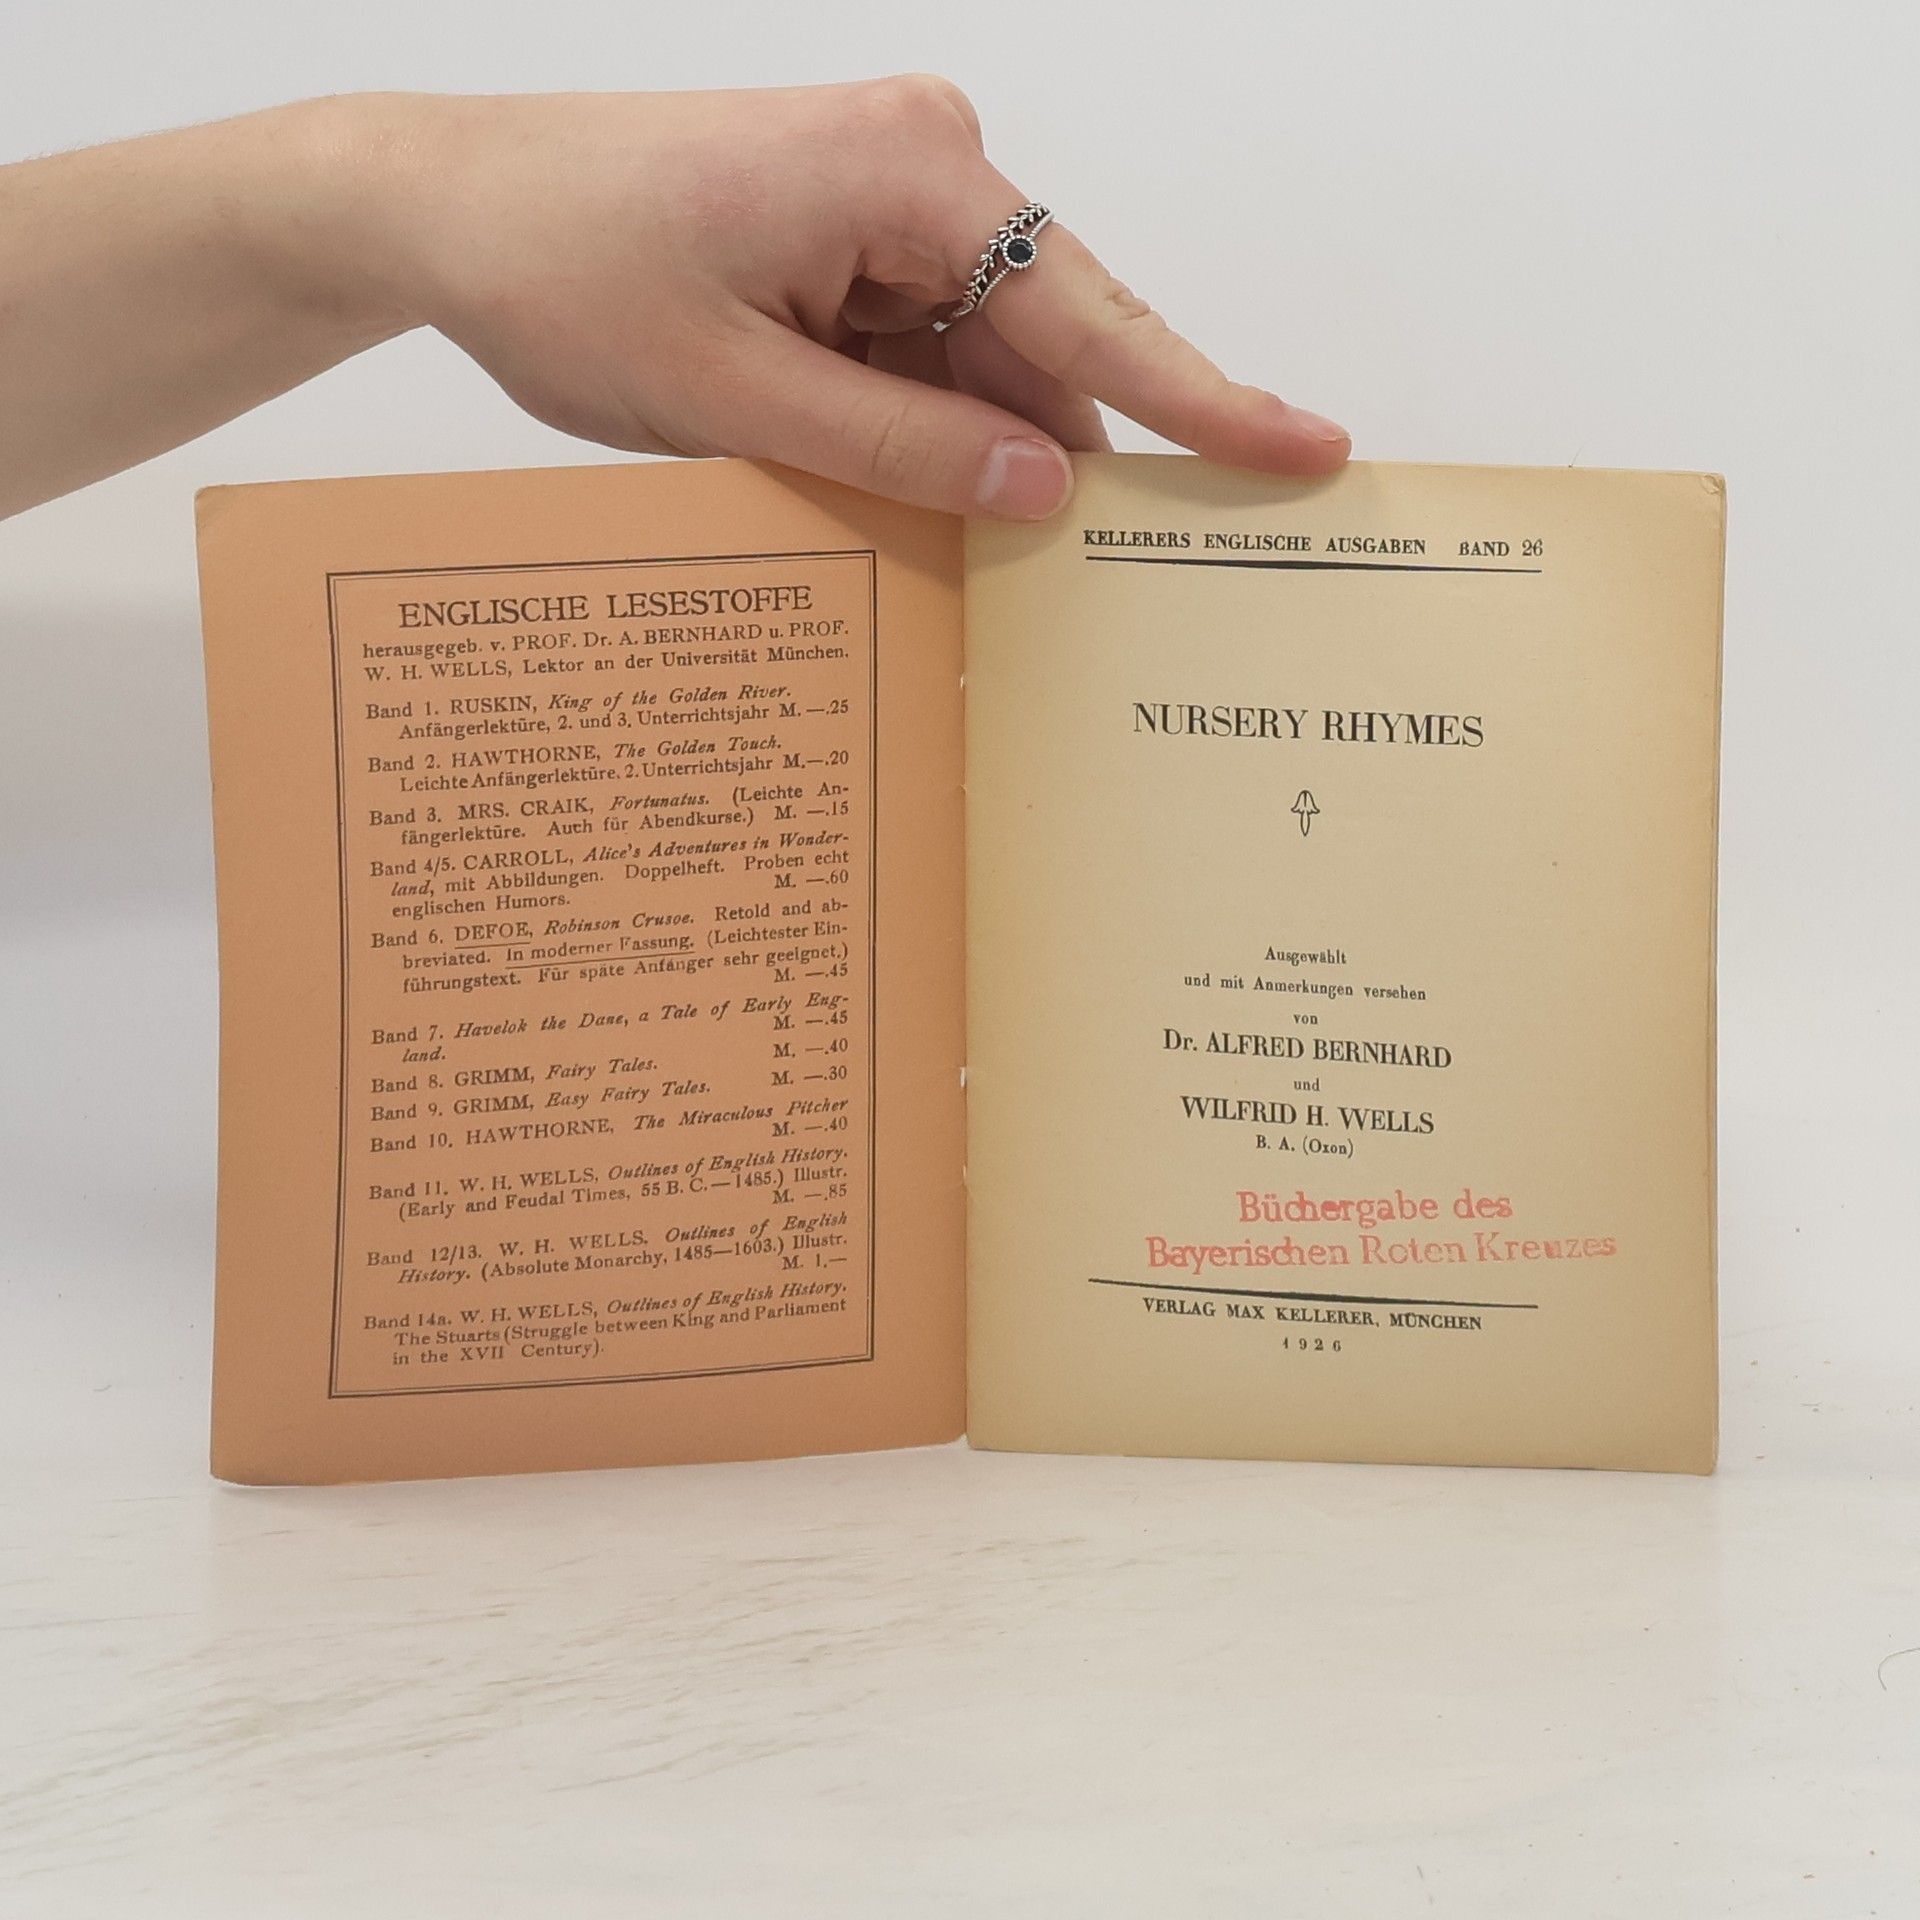 ENGLISCHE LESESTOFFE
herausgegeb. v. PROF. Dr. A. BERNHARD u. PROF.
W. H. WELLS, Lektor an der Universität München.
Band 1. RUSKIN, King of the Golden River.
Anfängerlektüre, 2. und 3. Unterrichtsjahr M. —.25
Band 2. HAWTHORNE, The Golden Touch.
Leichte Anfängerlektüre. 2. Unterrichtsjahr M.—.20
Band 3. MRS. CRAIK, Fortunatus. (Leichte An-
fängerlektüre. Auch für Abendkurse.) M. —.15
Band 4/5. CARROLL, Alice's Adventures in Wonder-
land, mit Abbildungen. Doppelheft. Proben echt
englischen Humors. M. —.60
Band 6. DEFOE, Robinson Crusoe. Retold and ab-
breviated. In moderner Fassung. (Leichtester Ein-
führungstext. Für späte Anfänger sehr geeignet.)
M. —.45
Band 7. Havelok the Dane, a Tale of Early Eng-
land. M. —.45
Band 8. GRIMM, Fairy Tales. M. —.40
Band 9. GRIMM, Easy Fairy Tales. M. —.30
Band 10. HAWTHORNE, The Miraculous Pitcher
M. —.40
Band 11. W. H. WELLS, Outlines of English History.
(Early and Feudal Times, 55 B. C.—1485.) Illustr.
M. —.85
Band 12/13. W. H. WELLS. Outlines of English
History. (Absolute Monarchy, 1485—1603.) Illustr.
M. 1.—
Band 14a. W. H. WELLS, Outlines of English History.
The Stuarts (Struggle between King and Parliament
in the XVII Century).
KELLERERS ENGLISCHE AUSGABEN BAND 26
NURSERY RHYMES
Ausgewählt
und mit Anmerkungen versehen
von
Dr. ALFRED BERNHARD
und
WILFRID H. WELLS
B. A. (Oxon)
Büchergabe des
Bayerischen Roten Kreuzes
VERLAG MAX KELLERER, MÜNCHEN
1926